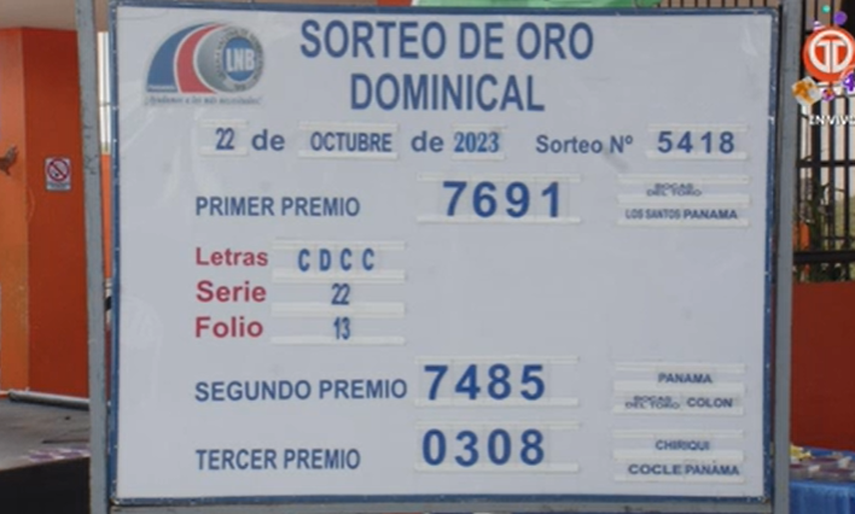 SORTEO DE ORO
DOMINICAL
LNB
22 de OCTUBRE de 2023 Sorteo Nº 5418
PRIMER PREMIO 7691 BOCAS DEL TORO
LOS SANTOS PANAMA
Letras CDCC
Serie 22
Folio 13
SEGUNDO PREMIO 7485 PANAMA
BOCAS DEL TORO COLON
TERCER PREMIO 0308 CHIRIQUI
COCLE PANAMA
EN VIVO